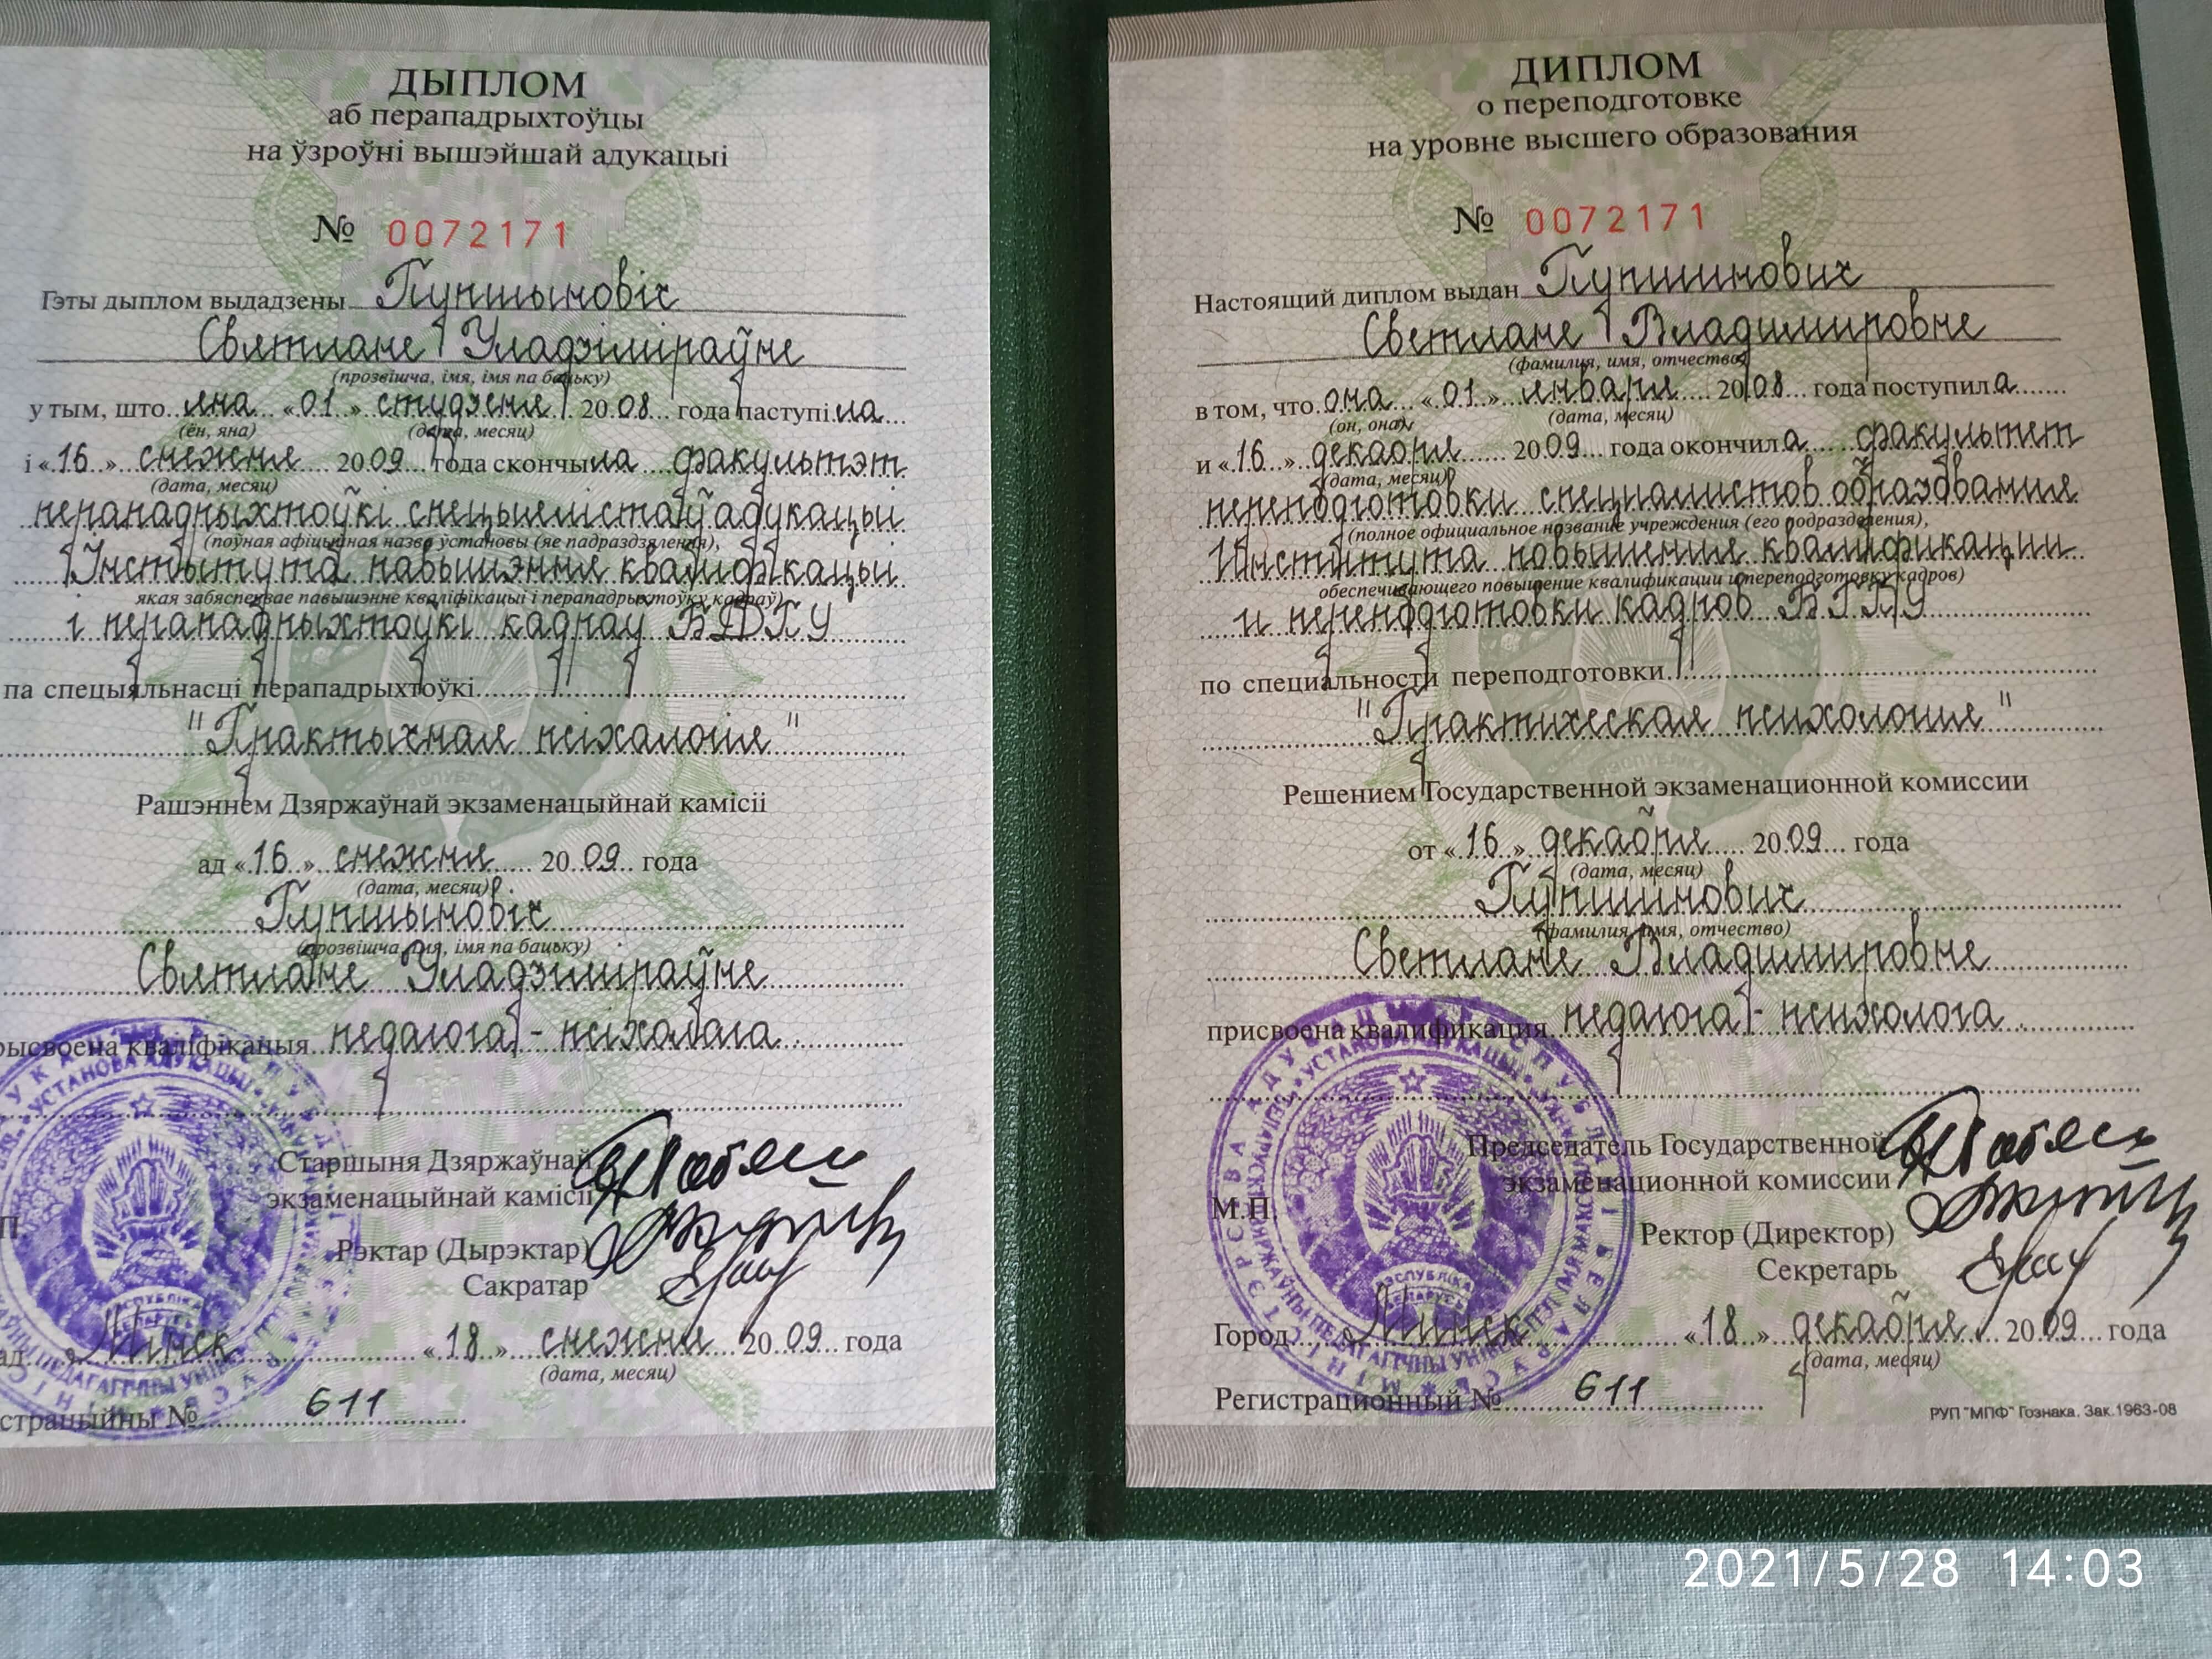 ДЫПЛОМ
аб перападрыхтоўцы
на ўзроўні вышэйшай адукацыі
№ 0072171
Гэты дыплом выдадзены
Святлане Уладзіміраўне
(прозвішча, імя, імя па бацьку)
у тым, што яна «01» студзеня 2008 года паступіла
(ён, яна) (дата, месяц)
і «16» снежня 2009 года скончыла факультэт
(дата, месяц)
перападрыхтоўкі спецыялістаў адукацыі
(поўная афіцыйная назва ўстановы (яе падраздзялення),
Інстытута павышэння кваліфікацыі
якая забяспечвае павышэнне кваліфікацыі і перападрыхтоўку кадраў)
і перападрыхтоўкі кадраў БДПУ
па спецыяльнасці перападрыхтоўкі
"Практычная псіхалогія"
Рашэннем Дзяржаўнай экзаменацыйнай камісіі
ад «16» снежня 2009 года
(дата, месяц)
(прозвішча, імя, імя па бацьку)
Святлане Уладзіміраўне
рысвоена кваліфікацыя педагога-псіхолага
Старшыня Дзяржаўнай
экзаменацыйнай камісіі
П.
Рэктар (Дырэктар)
Сакратар
ад Мінск «18» снежня 2009 года
(дата, месяц)
страцыйны № 611
ДИПЛОМ
о переподготовке
на уровне высшего образования
№ 0072171
Настоящий диплом выдан
Светлане Владимировне
(фамилия, имя, отчество)
в том, что она «01» января 2008 года поступила
(он, она) (дата, месяц)
и «16» декабря 2009 года окончила факультет
(дата, месяц)
переподготовки специалистов образования
(полное официальное название учреждения (его подразделения),
Института повышения квалификации
обеспечивающего повышение квалификации и переподготовку кадров)
и переподготовки кадров БГПУ
по специальности переподготовки
"Практическая психология"
Решением Государственной экзаменационной комиссии
от «16» декабря 2009 года
(дата, месяц)
(фамилия, имя, отчество)
Светлане Владимировне
присвоена квалификация педагога-психолога
Председатель Государственной
экзаменационной комиссии
М.П.
Ректор (Директор)
Секретарь
РЭСПУБЛІКА
БЕЛАРУСЬ
Город Минск «18» декабря 2009 года
(дата, месяц)
Регистрационный № 611
РУП "МПФ" Гознака. Зак.1963-08
2021/5/28 14:03